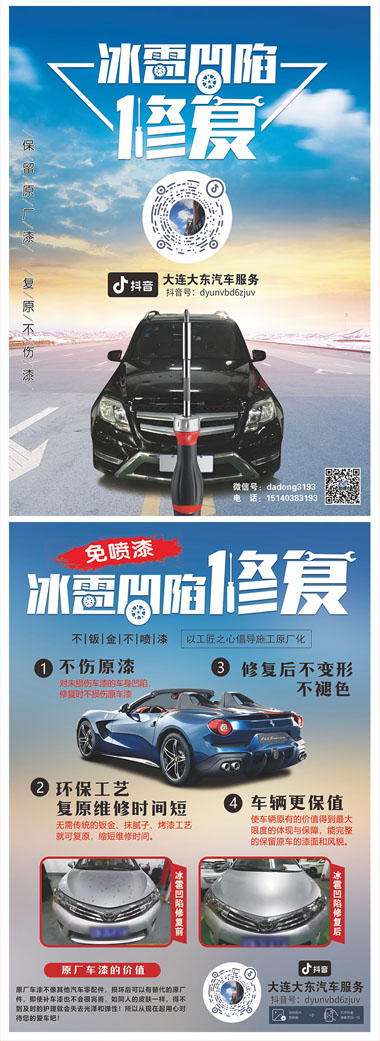 冰雹凹陷
修复
保留原厂漆/复原不伤漆
抖音
大连大东汽车服务
抖音号：dyunvbd6zjuv
微信号：dadong3193
电　话：15140383193
免喷漆
冰雹凹陷修复
不|钣|金|不|喷|漆
以工匠之心倡导施工原厂化
1 不伤原漆
对未损伤车漆的车身凹陷，
修复时不损伤原车漆
3 修复后不变形
不褪色
2 环保工艺
复原维修时间短
无需传统的钣金、抹腻子、烤漆工艺
就可复原，缩短维修时间。
4 车辆更保值
使车辆原有的价值得到最大
限度的体现与保障，能完整
的保留原车的漆面和风貌。
冰雹凹陷修复前
冰雹凹陷修复后
原厂车漆的价值
原厂车漆不像其他汽车零配件，损坏后可以有替代的原厂
件，即使补车漆也不会很完善，如同人的皮肤一样，得不
到及时的护理就会失去光泽和弹性！所以从现在起用心对
待您的爱车吧！
抖音
大连大东汽车服务
抖音号：dyunvbd6zjuv